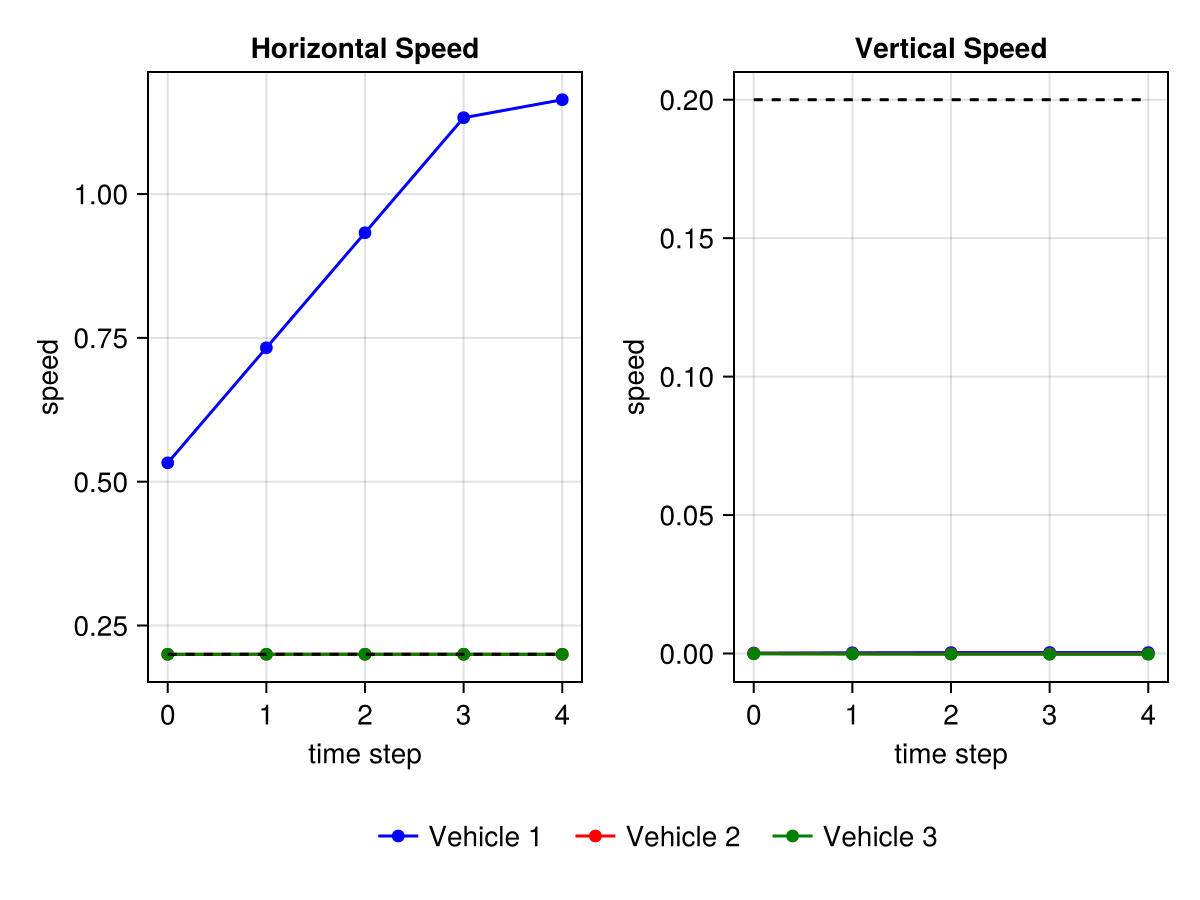 Horizontal Speed
1.00
0.75
0.50
0.25
speed
0 1 2 3 4
time step
Vertical Speed
0.20
0.15
0.10
0.05
0.00
speed
0 1 2 3 4
time step
Vehicle 1 Vehicle 2 Vehicle 3